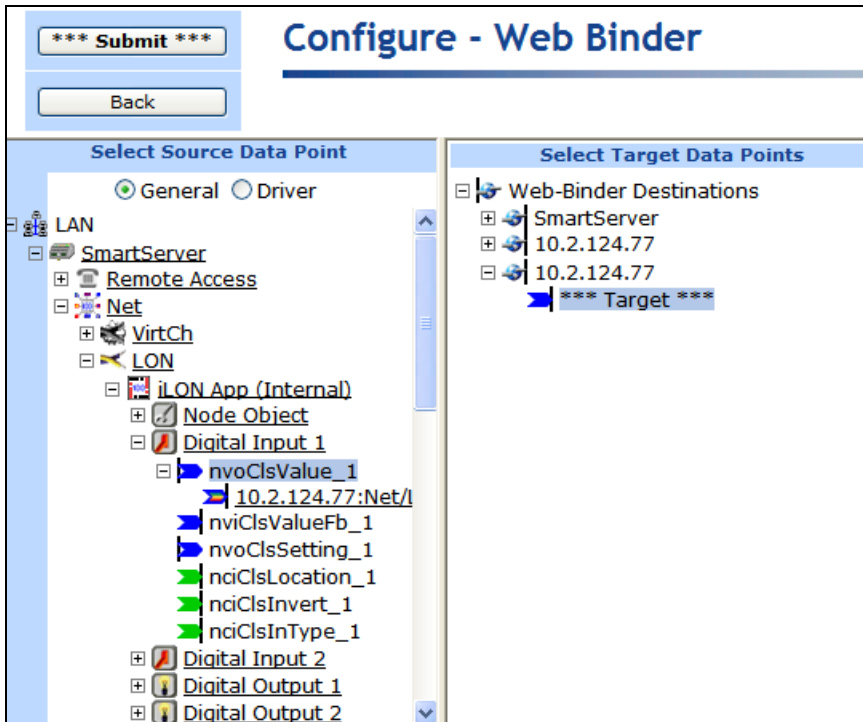 *** Submit ***
Configure - Web Binder
Back
Select Source Data Point
General Driver
LAN
SmartServer
Remote Access
Net
VirtCh
LON
iLON App (Internal)
Node Object
Digital Input 1
nvoClsValue_1
10.2.124.77:Net/L
nviClsValueFb_1
nvoClsSetting_1
nciClsLocation_1
nciClsInvert_1
nciClsInType_1
Digital Input 2
Digital Output 1
Digital Output 2
Select Target Data Points
Web-Binder Destinations
SmartServer
10.2.124.77
10.2.124.77
*** Target ***